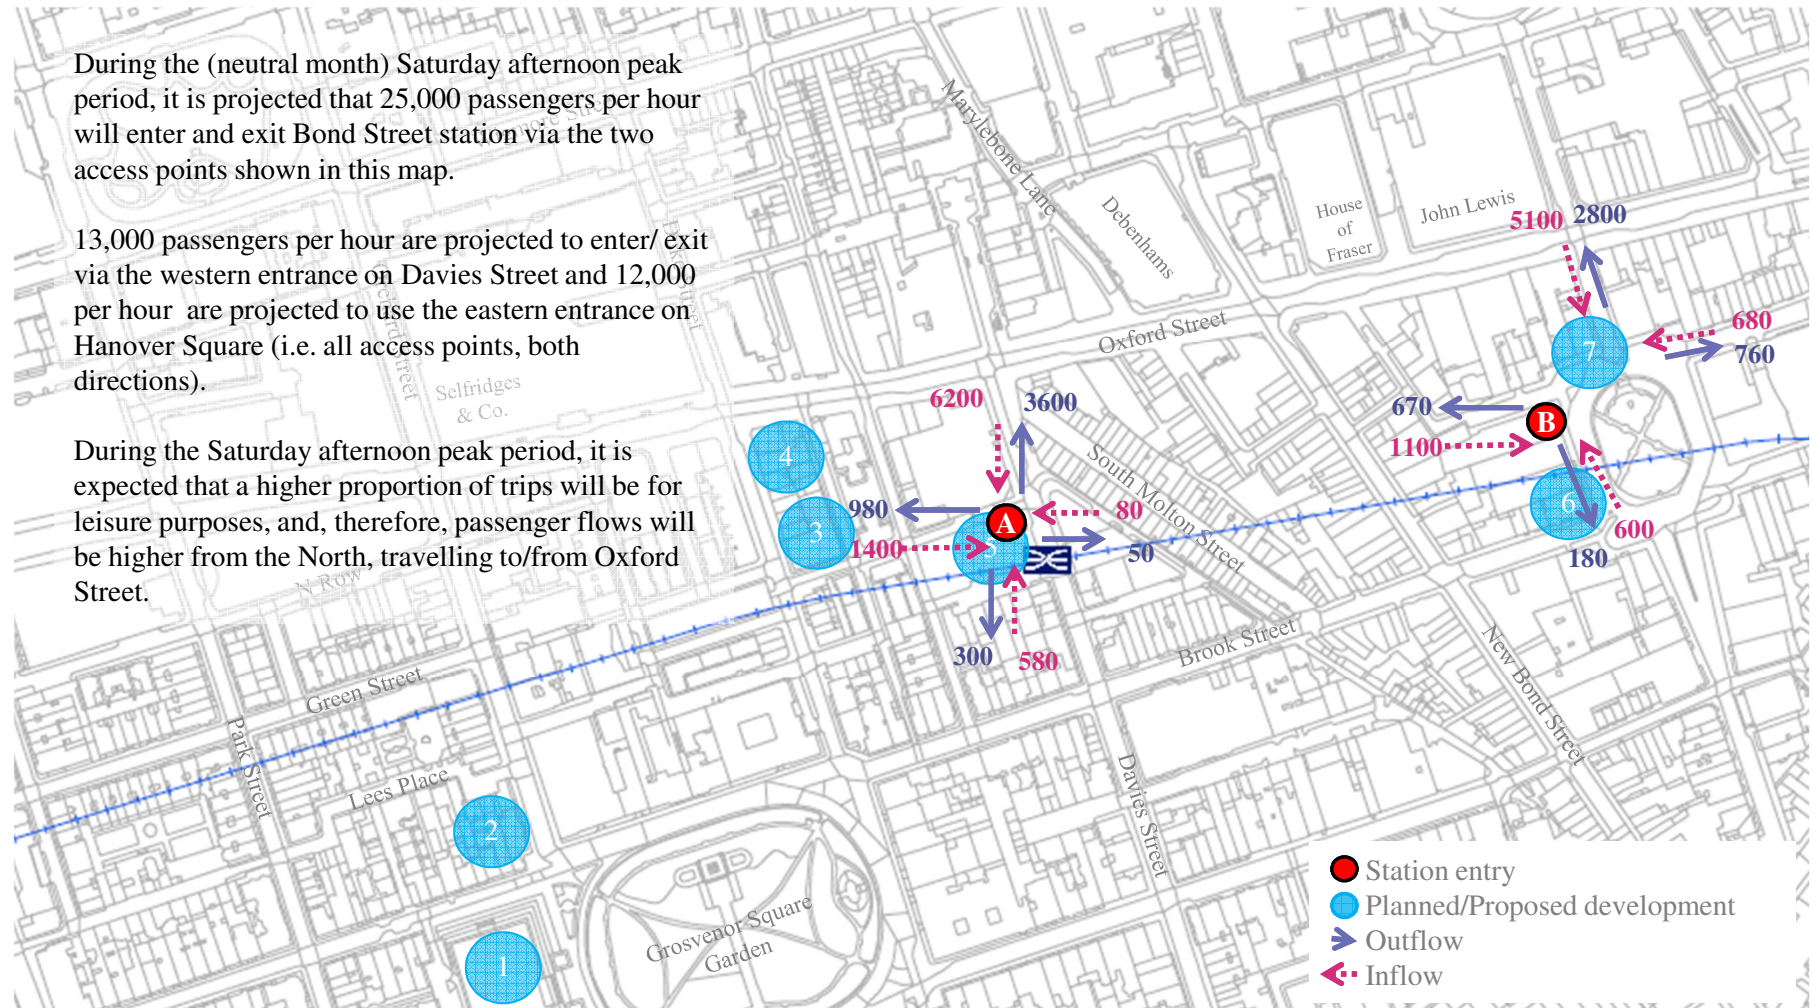 During the (neutral month) Saturday afternoon peak
period, it is projected that 25,000 passengers per hour
will enter and exit Bond Street station via the two
access points shown in this map.
13,000 passengers per hour are projected to enter/ exit
via the western entrance on Davies Street and 12,000
per hour are projected to use the eastern entrance on
Hanover Square (i.e. all access points, both
directions).
During the Saturday afternoon peak period, it is
expected that a higher proportion of trips will be for
leisure purposes, and, therefore, passenger flows will
be higher from the North, travelling to/from Oxford
Street.
Selfridges
& Co.
N Row
Marylebone Lane
Debenhams
House
of
Fraser
John Lewis
5100
2800
7
680
760
670
B
1100
6
600
180
Oxford Street
6200
3600
4
South Molton Street
980
A
80
3
1400
5
50
300
580
Brook Street
New Bond Street
Green Street
Park Street
Lees Place
Davies Street
2
Grosvenor Square
Garden
1
Station entry
Planned/Proposed development
Outflow
Inflow